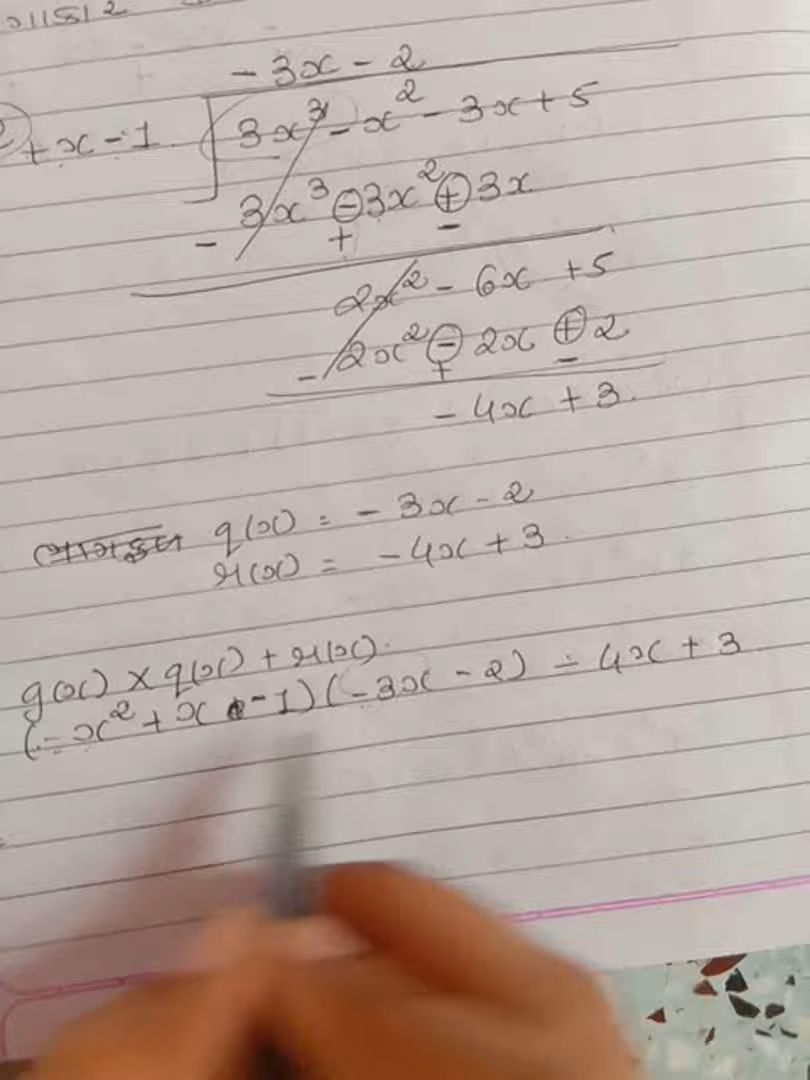 011512
- 3x - 2
+ x - 1 3x³ - x² - 3x + 5
3x³ ⊖ 3x² ⊕ 3x
- + -
2x² - 6x + 5
2x² ⊖ 2x ⊕ 2
- + -
- 4x + 3.
q(x) = - 3x - 2
r(x) = - 4x + 3.
g(x) × q(x) + r(x).
(- x² + x - 1) (- 3x - 2) - 4x + 3